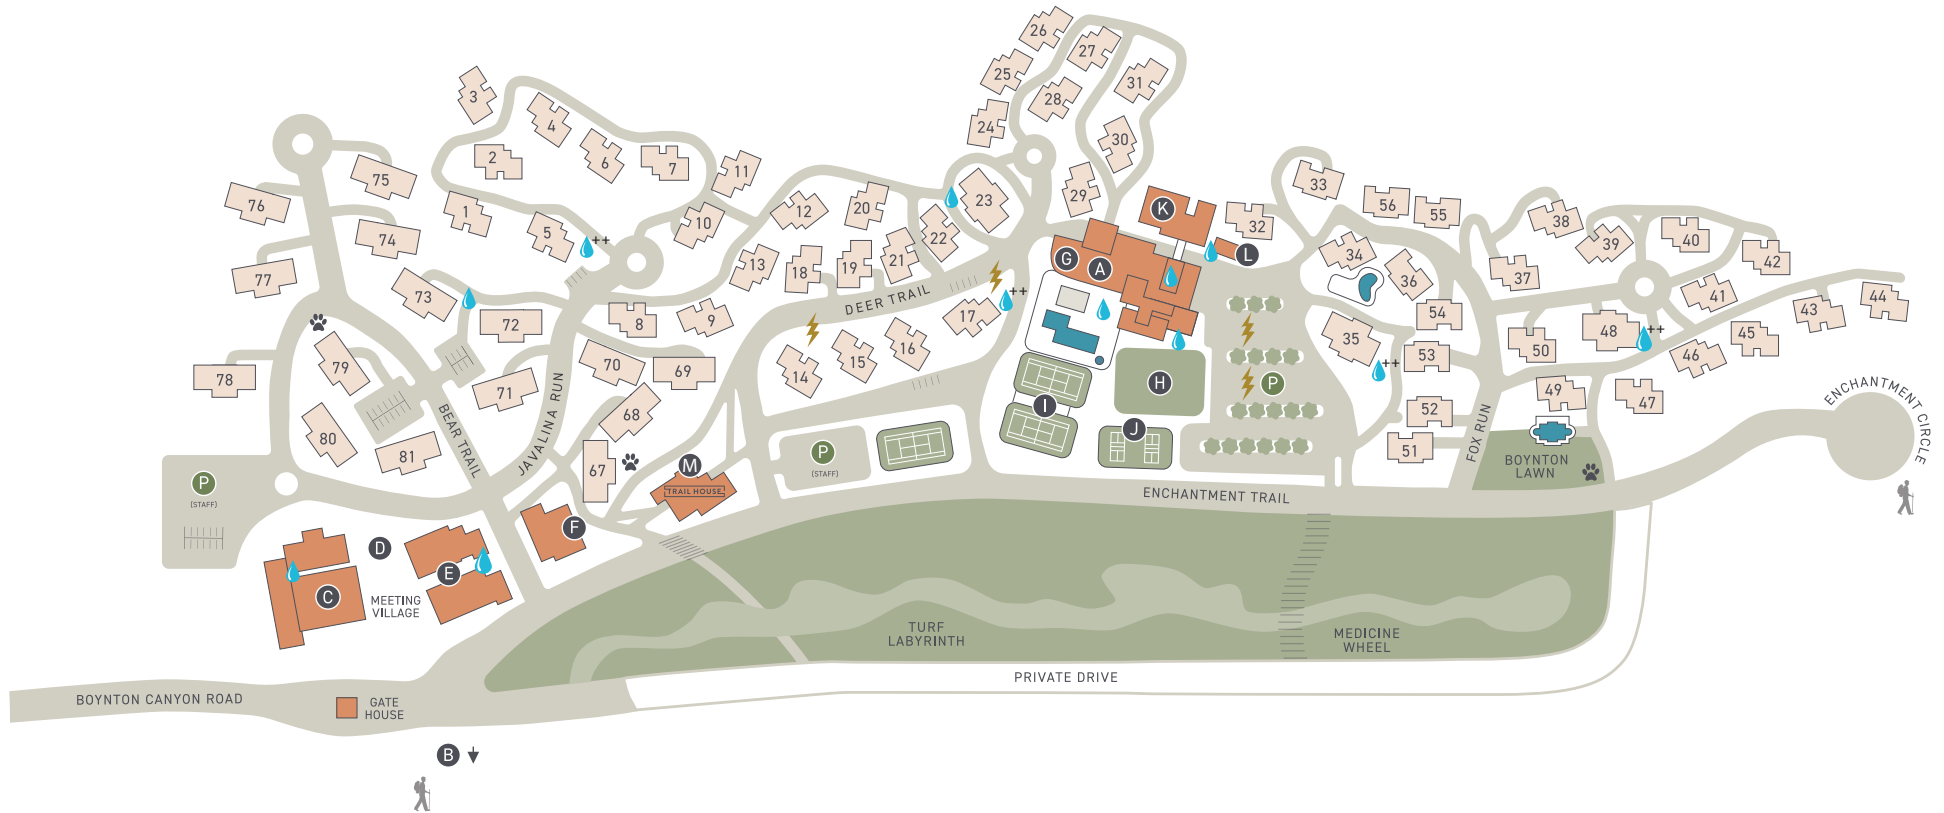 26
27
25
31
3
28
4
24
30
6
2
7
11
33
75
29
56
76
20
23
K
55
1
12
10
32
38
5
22
74
40
++
39
L
34
G
A
42
21
13
19
18
77
37
36
73
++
DEER TRAIL
41
44
43
17
54
8
9
72
48
++
45
35
16
50
53
46
15
70
79
69
++
14
78
H
P
71
49
47
JAVALINA RUN
ENCHANTMENT CIRCLE
I
52
68
BEAR TRAIL
J
FOX RUN
80
51
P
(STAFF)
81
M
67
BOYNTON
LAWN
P
(STAFF)
TRAIL HOUSE
ENCHANTMENT TRAIL
F
D
E
C
MEETING
VILLAGE
TURF
LABYRINTH
MEDICINE
WHEEL
PRIVATE DRIVE
BOYNTON CANYON ROAD
GATE
HOUSE
B